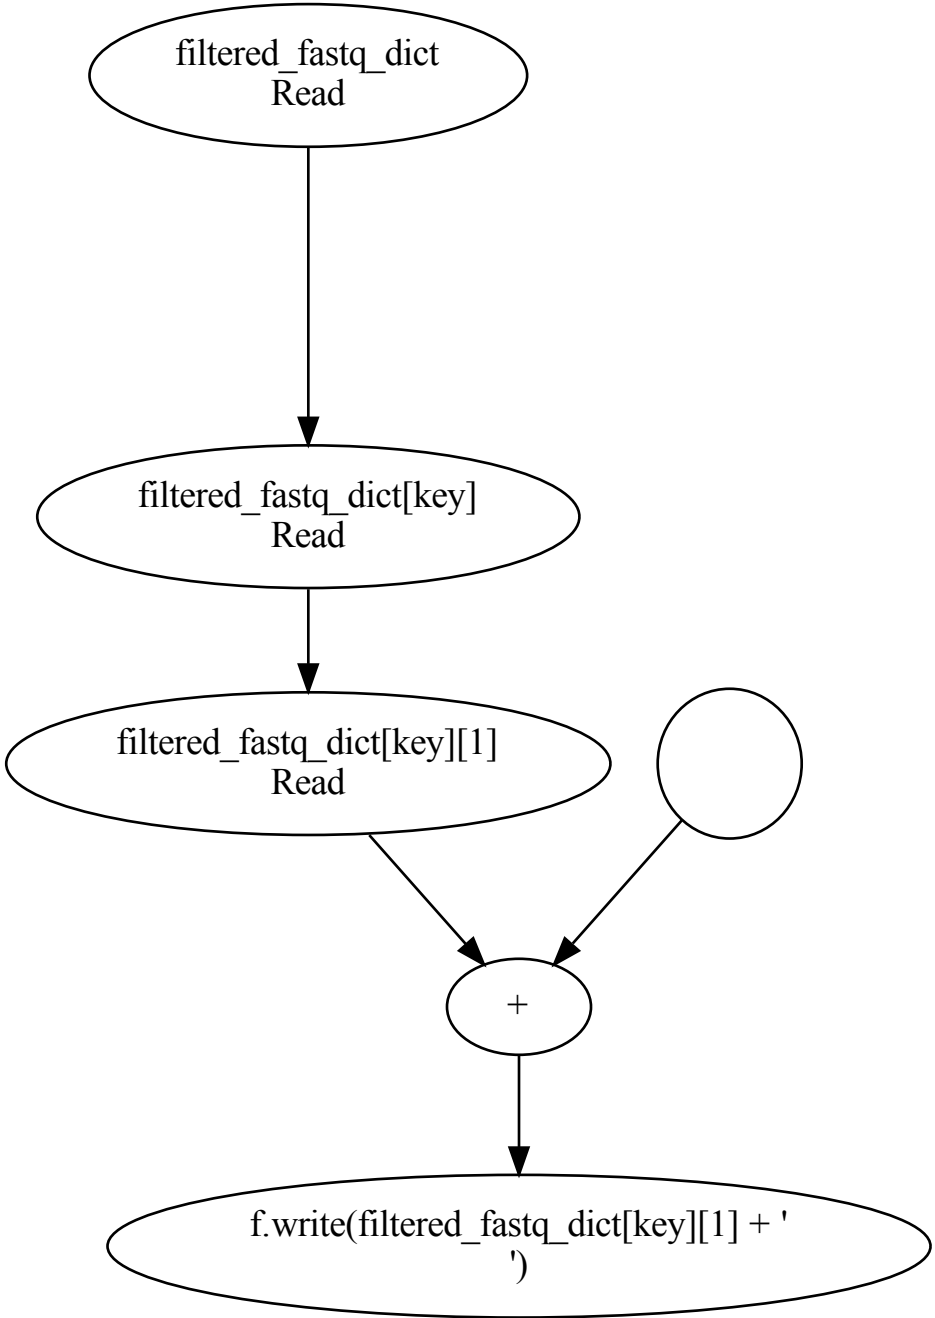 filtered_fastq_dict
Read
filtered_fastq_dict[key]
Read
filtered_fastq_dict[key][1]
Read
+
f.write(filtered_fastq_dict[key][1] + '
')